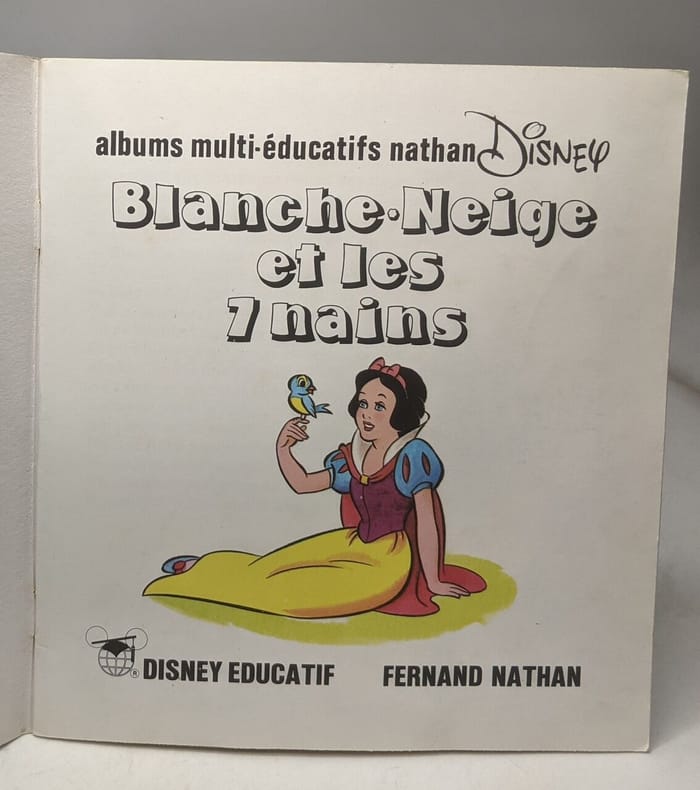 albums multi-éducatifs nathan Disney
Blanche-Neige
et les
7 nains
® DISNEY EDUCATIF FERNAND NATHAN